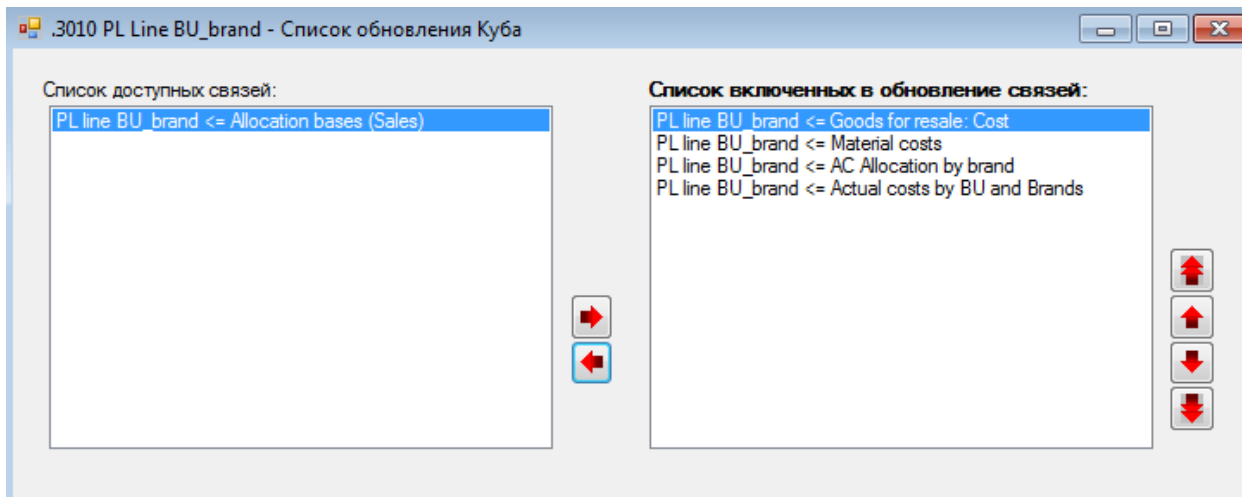 .3010 PL Line BU_brand - Список обновления Куба
Список доступных связей:
PL line BU_brand <= Allocation bases (Sales)
Список включенных в обновление связей:
PL line BU_brand <= Goods for resale: Cost
PL line BU_brand <= Material costs
PL line BU_brand <= AC Allocation by brand
PL line BU_brand <= Actual costs by BU and Brands